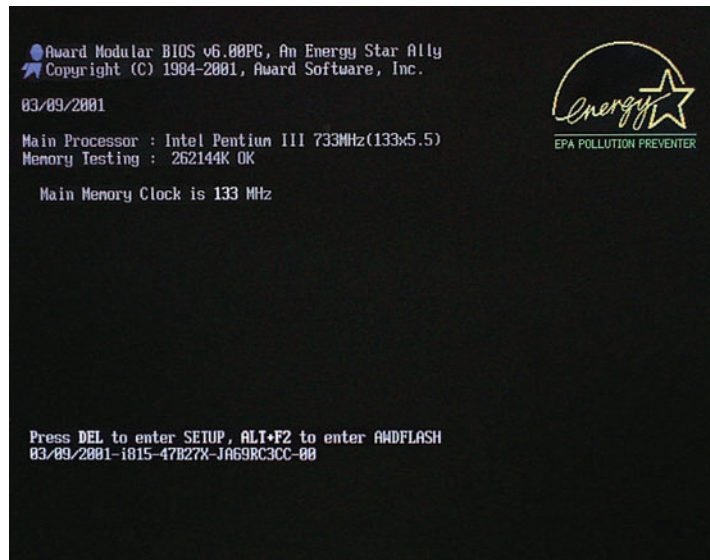 Award Modular BIOS v6.00PG, An Energy Star Ally
Copyright (C) 1984-2001, Award Software, Inc.
energy
EPA POLLUTION PREVENTER
03/09/2001
Main Processor : Intel Pentium III 733MHz(133x5.5)
Memory Testing : 262144K OK
Main Memory Clock is 133 MHz
Press DEL to enter SETUP, ALT+F2 to enter AWDFLASH
03/09/2001-i815-47B27X-JA69RC3CC-00